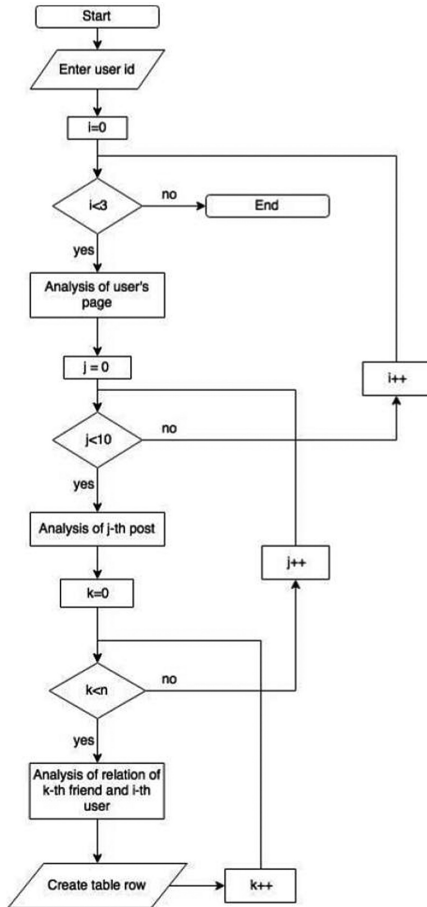 Start
Enter user id
i=0
i<3
no
End
yes
Analysis of user's
page
j = 0
i++
j<10
no
yes
Analysis of j-th post
j++
k=0
k<n
no
yes
Analysis of relation of
k-th friend and i-th
user
Create table row
k++